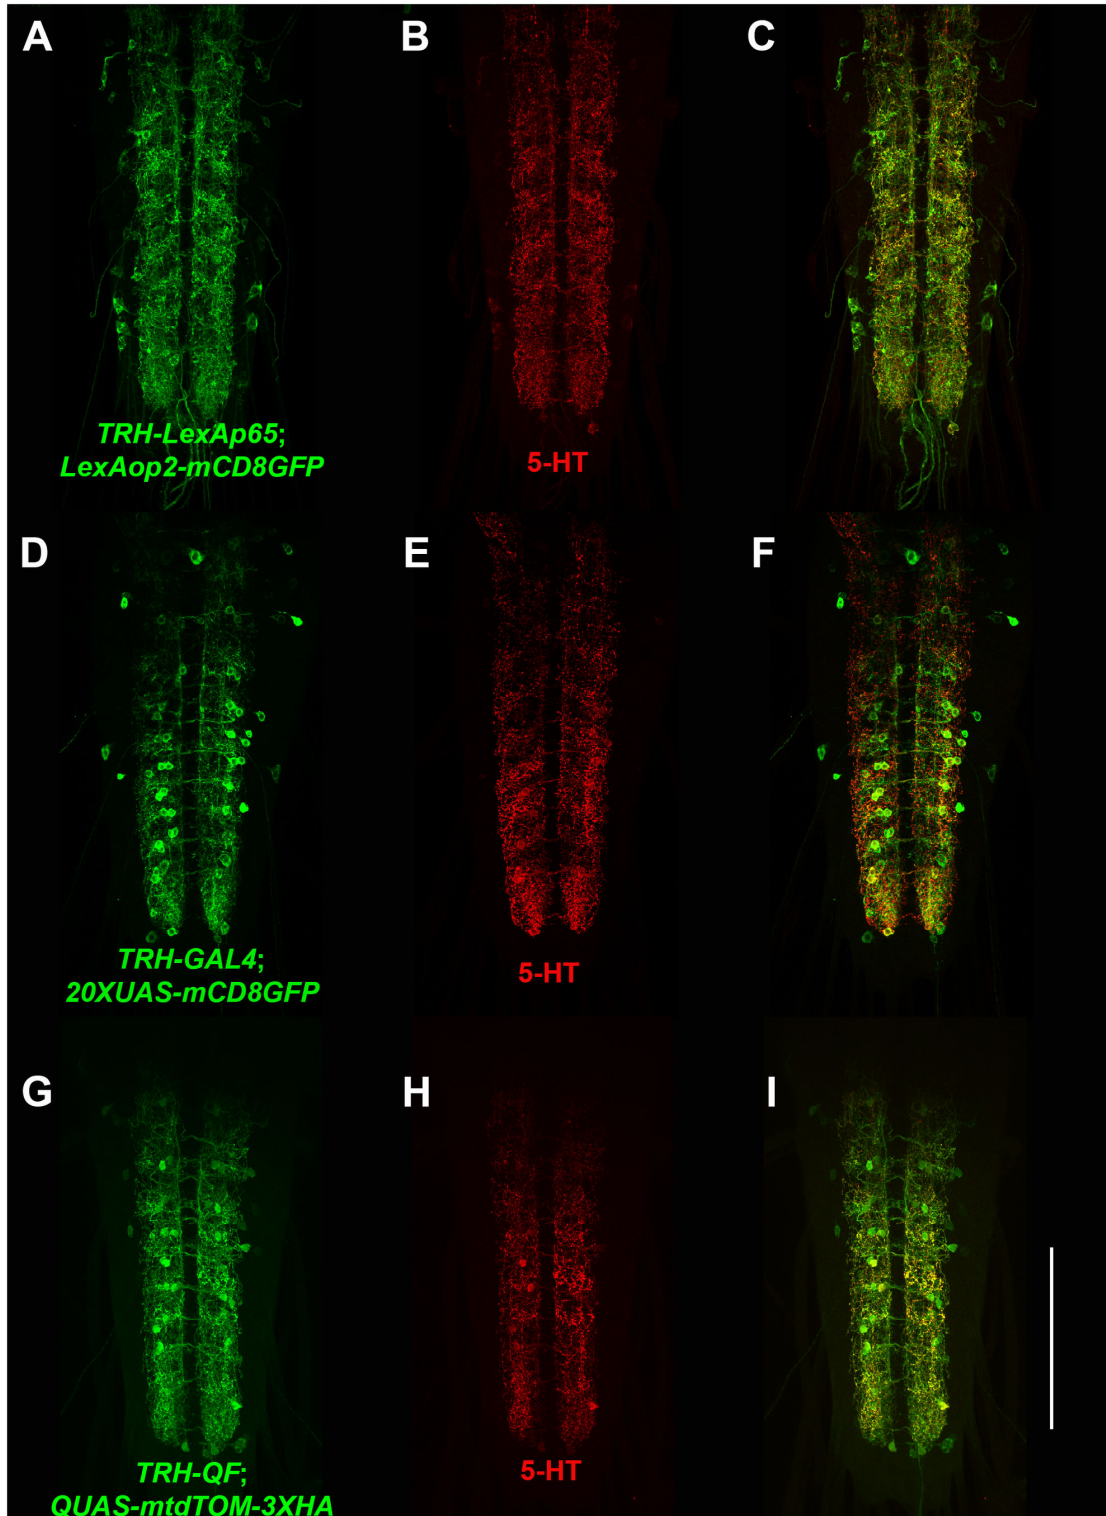 A
B
C
TRH-LexAp65;
LexAop2-mCD8GFP
5-HT
D
E
F
TRH-GAL4;
20XUAS-mCD8GFP
5-HT
G
H
I
TRH-QF;
QUAS-mtdTOM-3XHA
5-HT